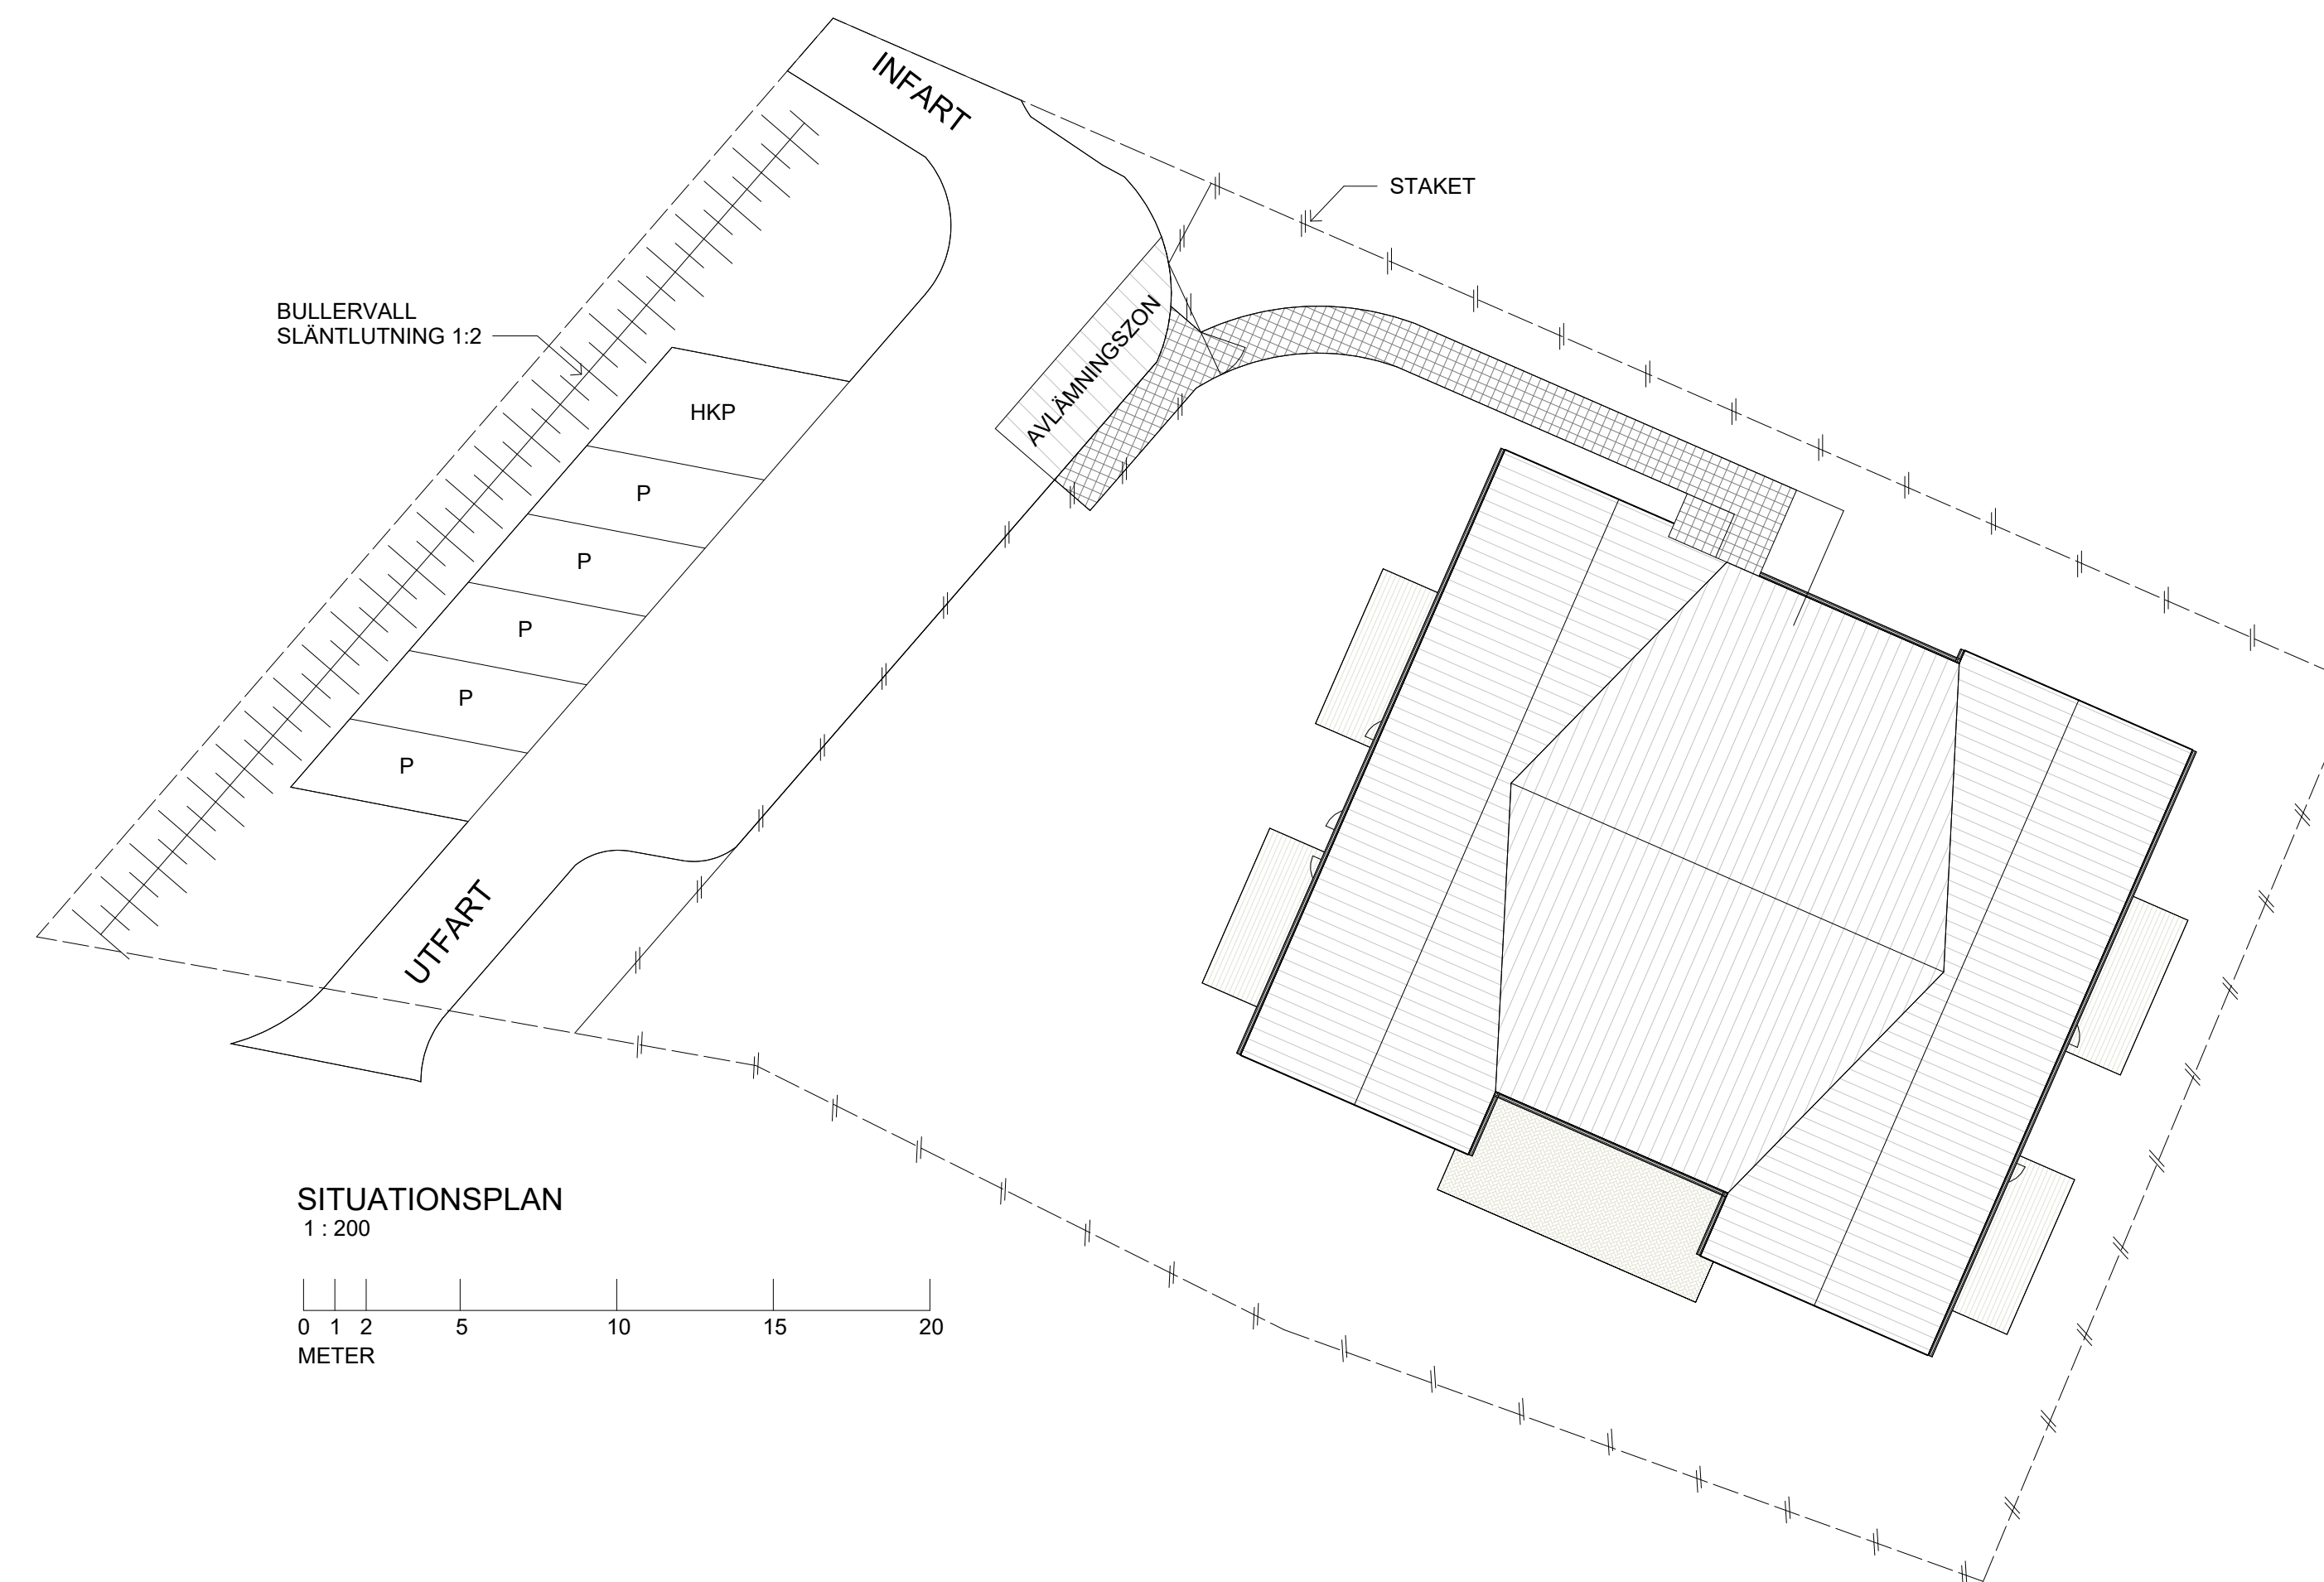 INFART
STAKET
BULLERVALL
SLÄNTLUTNING 1:2
AVLÄMNINGSZON
HKP
P
P
P
P
P
UTFART
SITUATIONSPLAN
1 : 200
0 1 2 5 10 15 20
METER